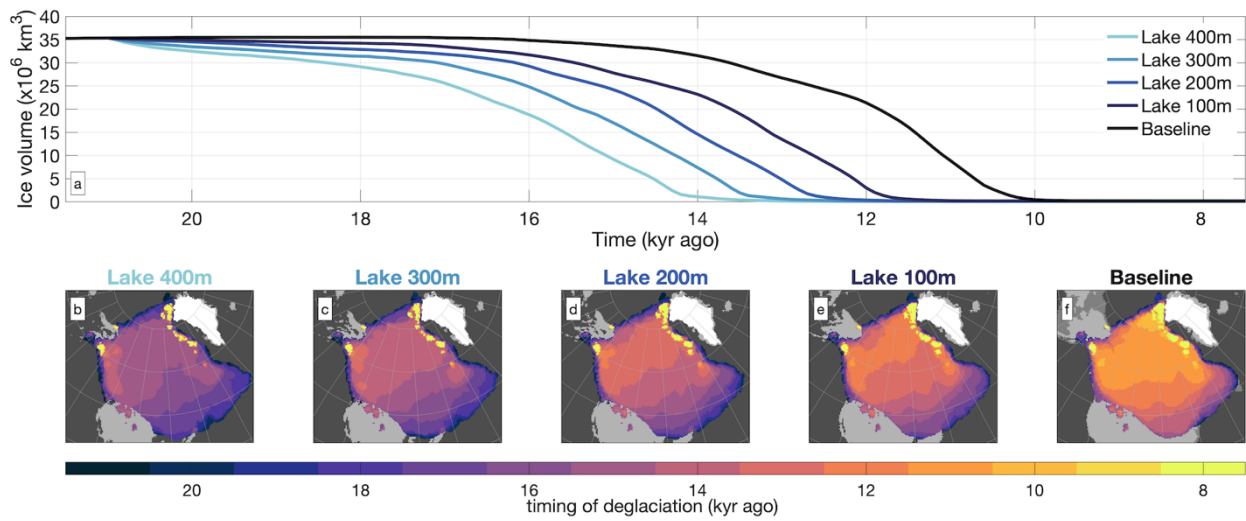 40
35
30
25
20
15
10
5
0
Ice volume (x10⁶ km³)
a
Lake 400m
Lake 300m
Lake 200m
Lake 100m
Baseline
20 18 16 14 12 10 8
Time (kyr ago)
Lake 400m Lake 300m Lake 200m Lake 100m Baseline
b c d e f
20 18 16 14 12 10 8
timing of deglaciation (kyr ago)